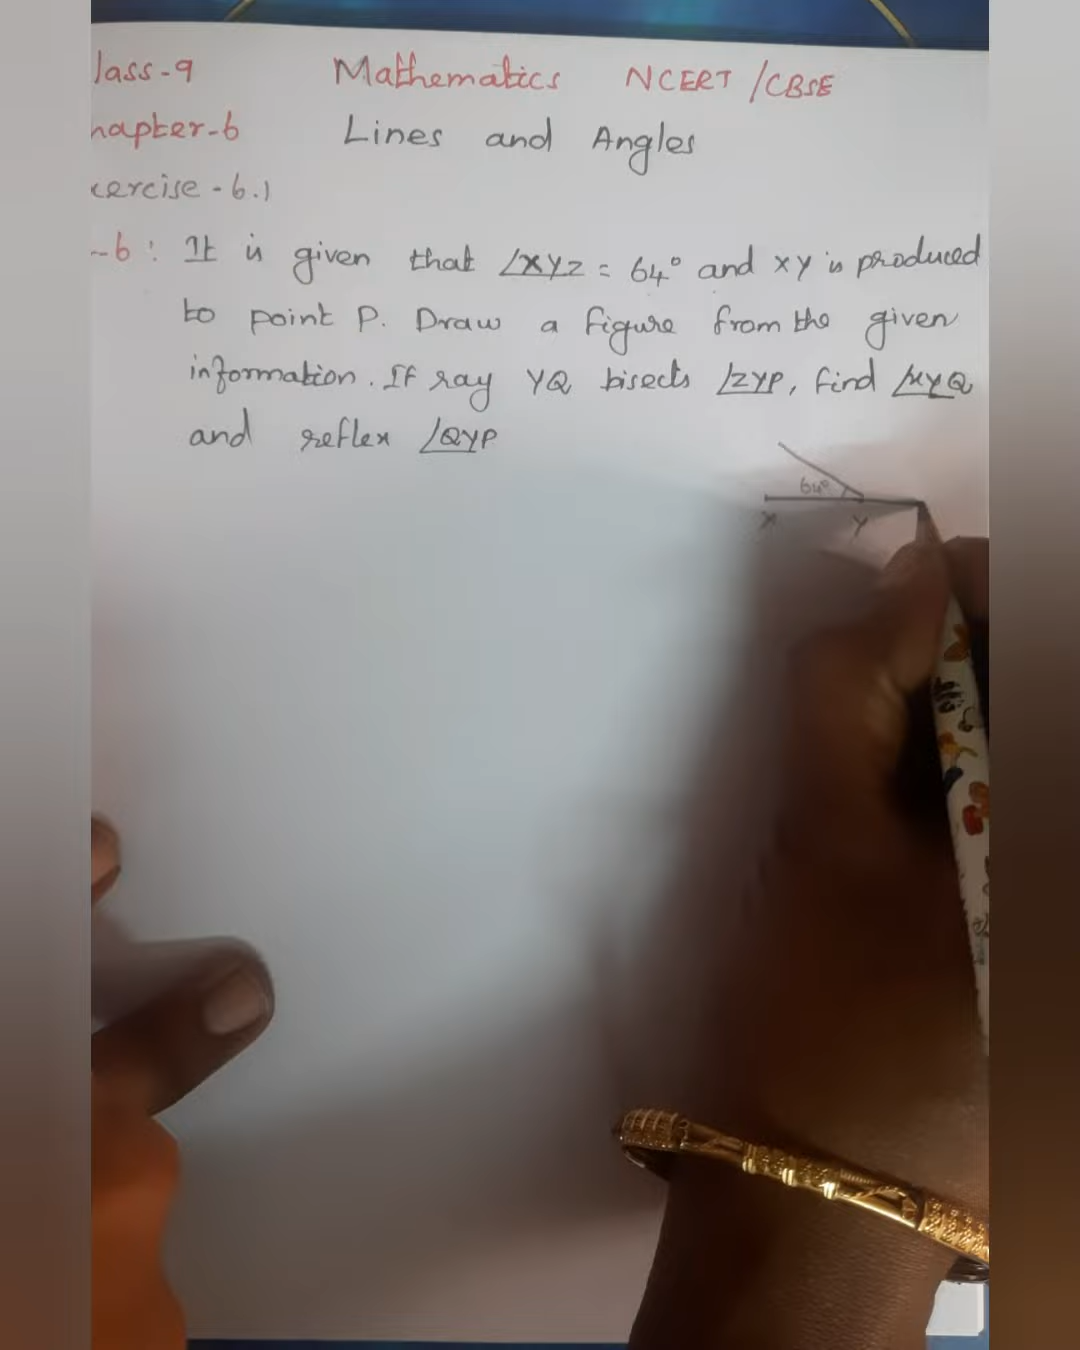 lass-9 Mathematics NCERT/CBSE
hapter-6 Lines and Angles
xercise-6.1
-6: It is given that ∠XYZ = 64° and XY is produced
to point P. Draw a figure from the given
information. If ray YQ bisects ∠ZYP, find ∠XYQ
and reflex ∠QYP
64°
X Y